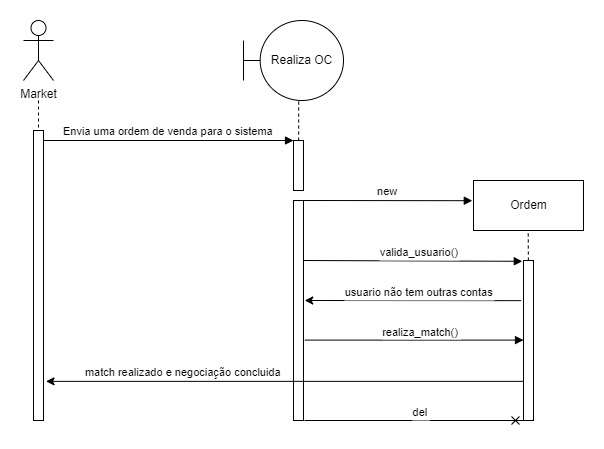 Realiza OC
Market
Envia uma ordem de venda para o sistema
new
Ordem
valida_usuario()
usuario não tem outras contas
realiza_match()
match realizado e negociação concluida
del